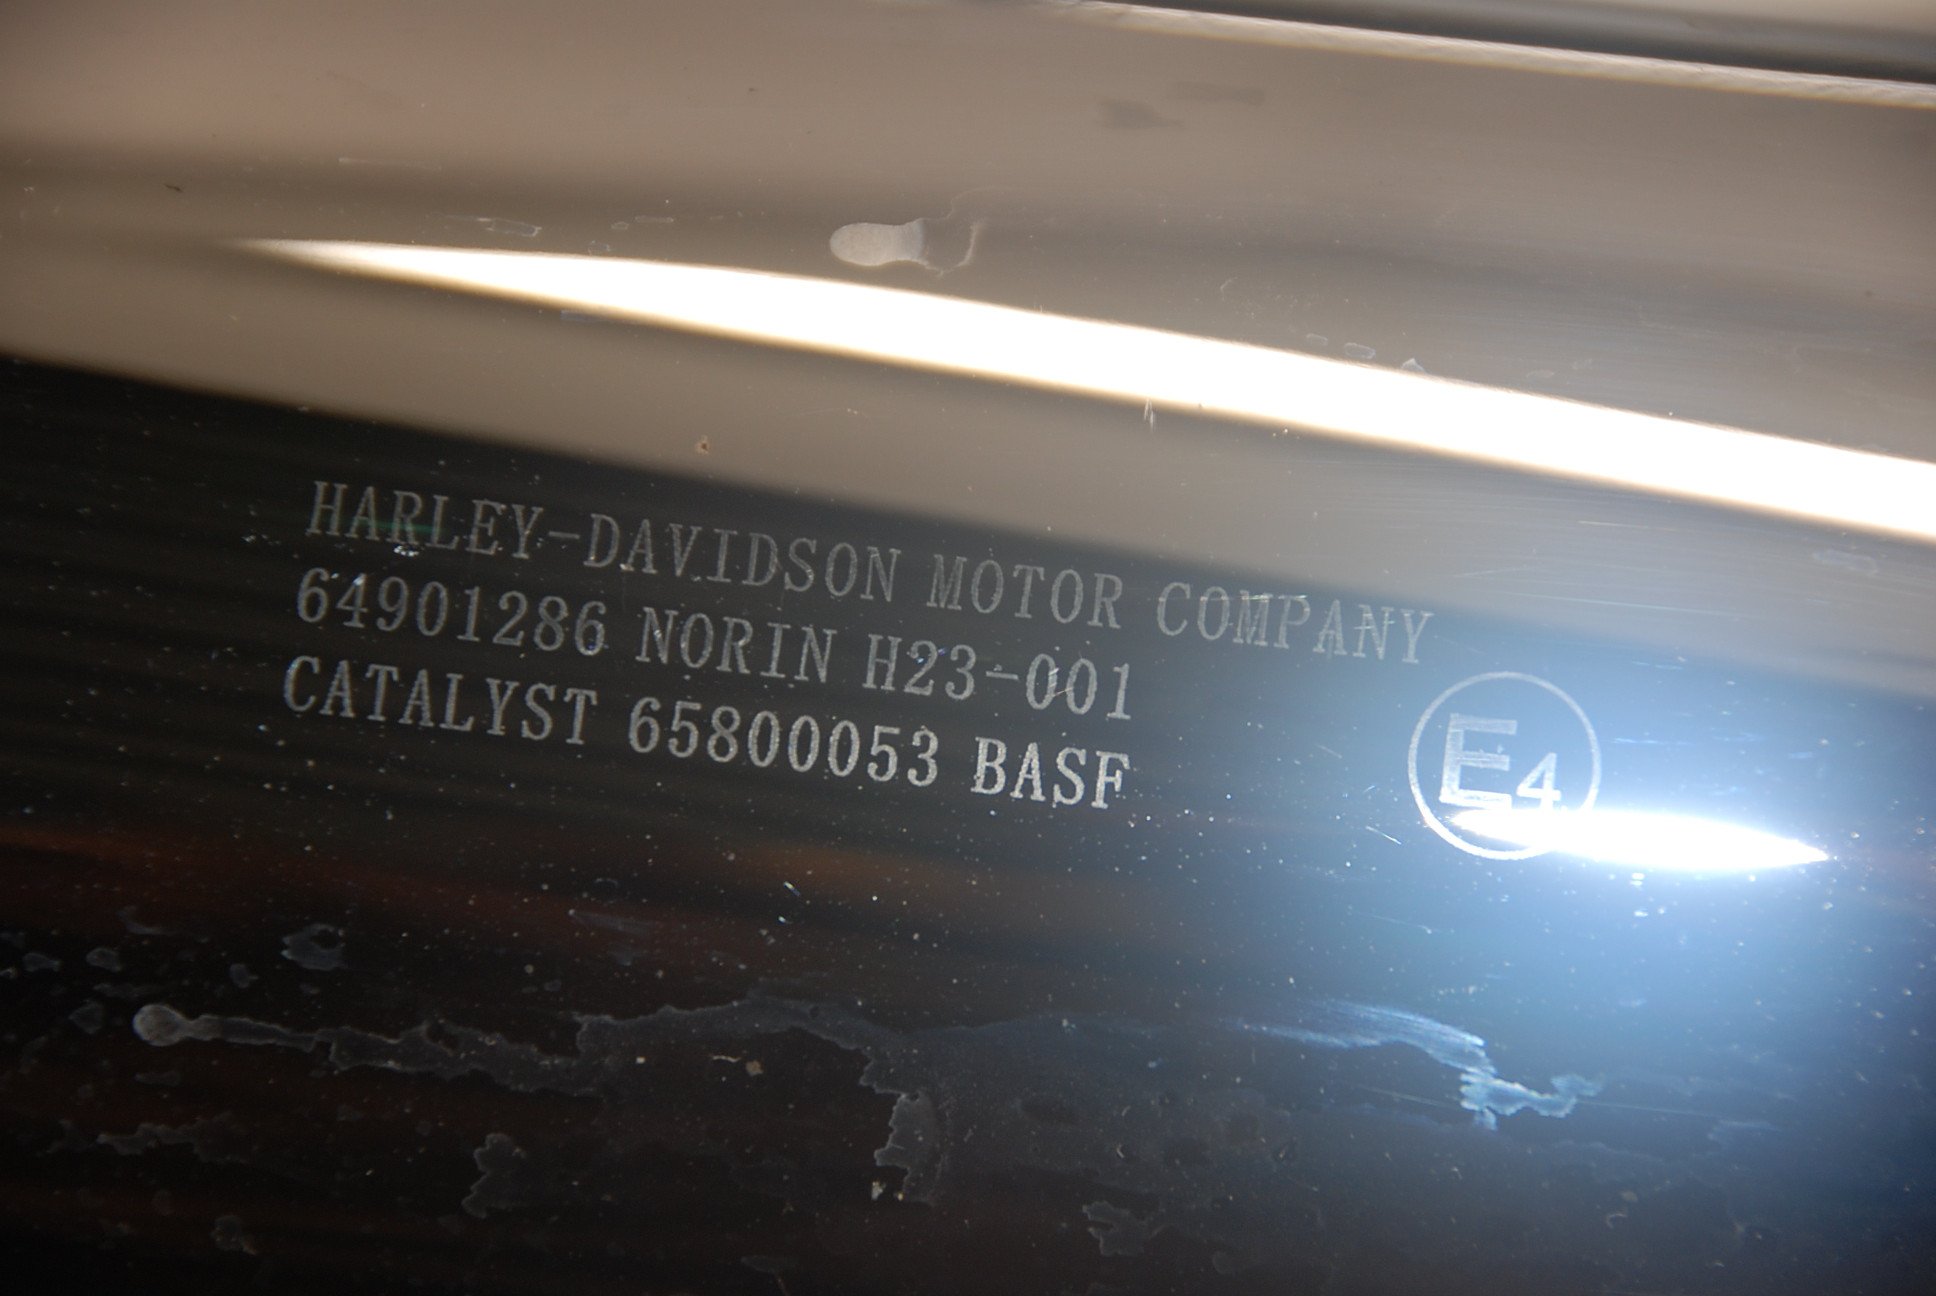 HARLEY-DAVIDSON MOTOR COMPANY
64901286 NORIN H23-001
CATALYST 65800053 BASF
E4